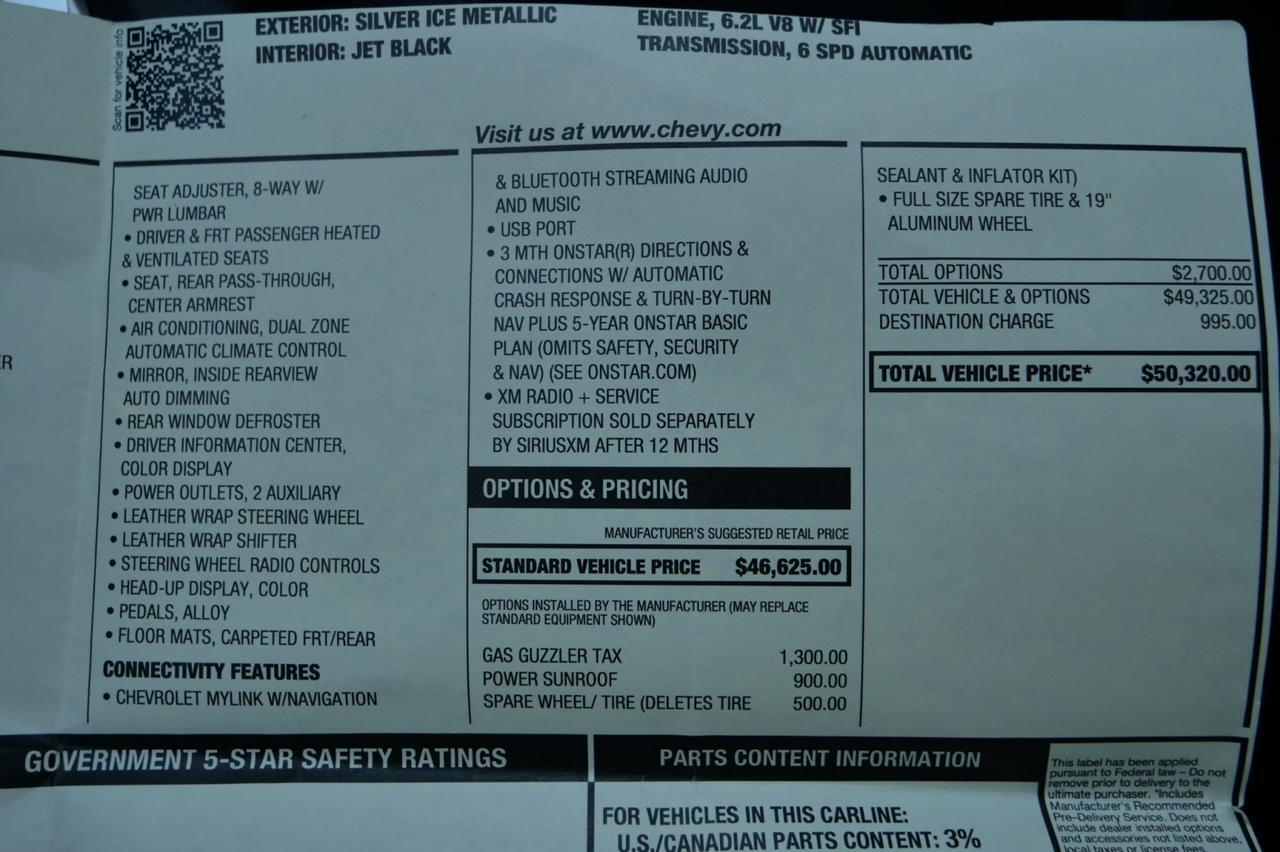 Scan for vehicle info
EXTERIOR: SILVER ICE METALLIC
INTERIOR: JET BLACK
ENGINE, 6.2L V8 W/ SFI
TRANSMISSION, 6 SPD AUTOMATIC
Visit us at www.chevy.com
SEAT ADJUSTER, 8-WAY W/
PWR LUMBAR
• DRIVER & FRT PASSENGER HEATED
& VENTILATED SEATS
• SEAT, REAR PASS-THROUGH,
CENTER ARMREST
• AIR CONDITIONING, DUAL ZONE
AUTOMATIC CLIMATE CONTROL
• MIRROR, INSIDE REARVIEW
AUTO DIMMING
• REAR WINDOW DEFROSTER
• DRIVER INFORMATION CENTER,
COLOR DISPLAY
• POWER OUTLETS, 2 AUXILIARY
• LEATHER WRAP STEERING WHEEL
• LEATHER WRAP SHIFTER
• STEERING WHEEL RADIO CONTROLS
• HEAD-UP DISPLAY, COLOR
• PEDALS, ALLOY
• FLOOR MATS, CARPETED FRT/REAR
CONNECTIVITY FEATURES
• CHEVROLET MYLINK W/NAVIGATION
& BLUETOOTH STREAMING AUDIO
AND MUSIC
• USB PORT
• 3 MTH ONSTAR(R) DIRECTIONS &
CONNECTIONS W/ AUTOMATIC
CRASH RESPONSE & TURN-BY-TURN
NAV PLUS 5-YEAR ONSTAR BASIC
PLAN (OMITS SAFETY, SECURITY
& NAV) (SEE ONSTAR.COM)
• XM RADIO + SERVICE
SUBSCRIPTION SOLD SEPARATELY
BY SIRIUSXM AFTER 12 MTHS
OPTIONS & PRICING
MANUFACTURER'S SUGGESTED RETAIL PRICE
STANDARD VEHICLE PRICE $46,625.00
OPTIONS INSTALLED BY THE MANUFACTURER (MAY REPLACE
STANDARD EQUIPMENT SHOWN)
GAS GUZZLER TAX 1,300.00
POWER SUNROOF 900.00
SPARE WHEEL/ TIRE (DELETES TIRE 500.00
SEALANT & INFLATOR KIT)
• FULL SIZE SPARE TIRE & 19"
ALUMINUM WHEEL
TOTAL OPTIONS $2,700.00
TOTAL VEHICLE & OPTIONS $49,325.00
DESTINATION CHARGE 995.00
TOTAL VEHICLE PRICE* $50,320.00
ER
GOVERNMENT 5-STAR SAFETY RATINGS
PARTS CONTENT INFORMATION
FOR VEHICLES IN THIS CARLINE:
U.S./CANADIAN PARTS CONTENT: 3%
This label has been applied
pursuant to Federal law – Do not
remove prior to delivery to the
ultimate purchaser. *Includes
Manufacturer's Recommended
Pre-Delivery Service. Does not
include dealer installed options
and accessories not listed above,
local taxes or license fees.